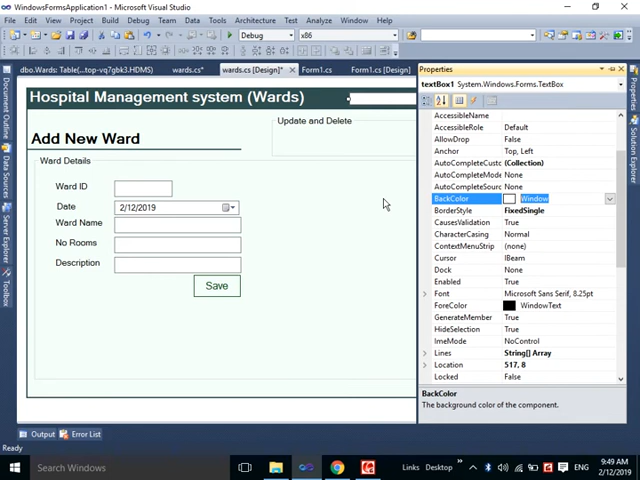 WindowsFormsApplication1 - Microsoft Visual Studio
File Edit View Project Build Debug Team Data Tools Architecture Test Analyze Window Help
Debug x86
dbo.Wards: Table(...top-vq7gbk3.HDMS) wards.cs* wards.cs [Design]* Form1.cs Form1.cs [Design]
Hospital Management system (Wards)
Update and Delete
Add New Ward
Ward Details
Ward ID
Date 2/12/2019
Ward Name
No Rooms
Description
Save
Properties
textBox1 System.Windows.Forms.TextBox
AccessibleName
AccessibleRole Default
AllowDrop False
Anchor Top, Left
AutoCompleteCusto (Collection)
AutoCompleteMode None
AutoCompleteSourc None
BackColor Window
BorderStyle FixedSingle
CausesValidation True
CharacterCasing Normal
ContextMenuStrip (none)
Cursor IBeam
Dock None
Enabled True
Font Microsoft Sans Serif, 8.25pt
ForeColor WindowText
GenerateMember True
HideSelection True
ImeMode NoControl
Lines String[] Array
Location 517, 8
Locked False
BackColor
The background color of the component.
Document Outline
Data Sources
Server Explorer
Toolbox
Properties
Solution Explorer
Output Error List
Ready
Search Windows
Links Desktop ENG
9:49 AM
2/12/2019